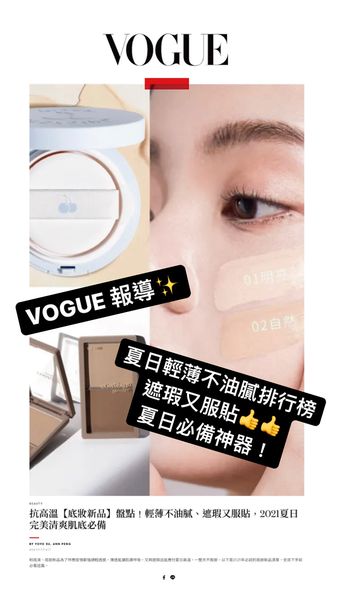 VOGUE
01明亮
02自然
VOGUE 報導✨
夏日輕薄不油膩排行榜
遮瑕又服貼👍👍
夏日必備神器！
BEAUTY
抗高溫【底妝新品】盤點！輕薄不油膩、遮瑕又服貼，2021夏日
完美清爽肌底必備